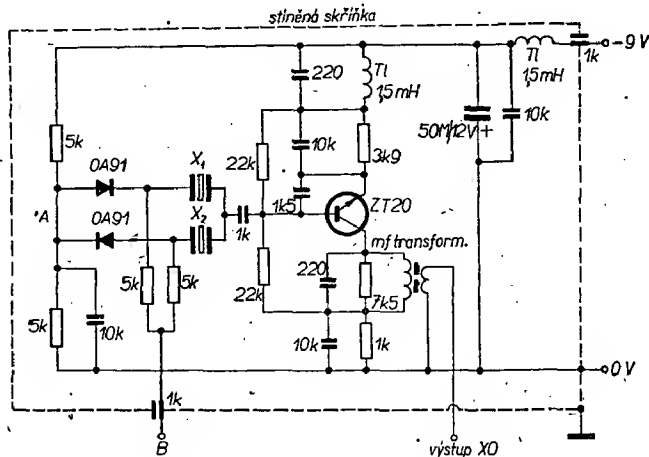 stíněná skříňka
1k
-9V
Tl
1,5mH
220
Tl
1,5mH
50M/12V +
10k
5k
OA91
X₁
22k
10k
3k9
1k5
ZT20
A
OA91
X₂
1k
mf transform.
5k
5k
22k
220
7k5
5k
10k
10k
1k
0V
1k
B
výstup XO